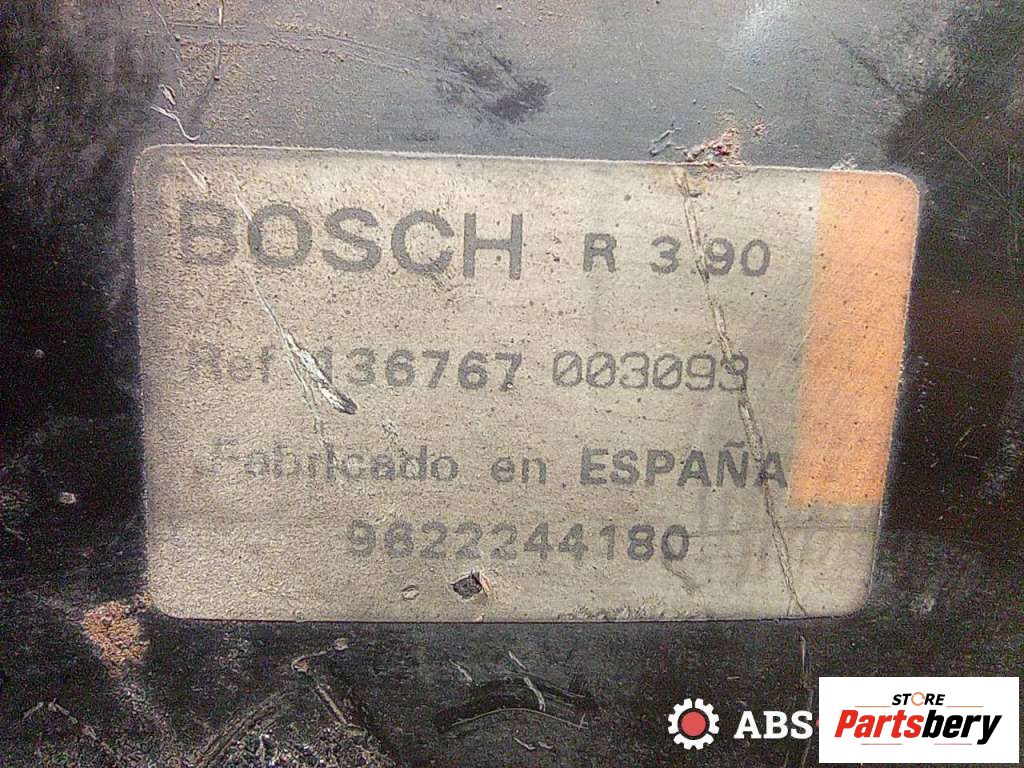 BOSCH R 3 90
Ref 136767 003093
Fabricado en ESPAÑA
9622244180
STORE
ABS
Partsbery